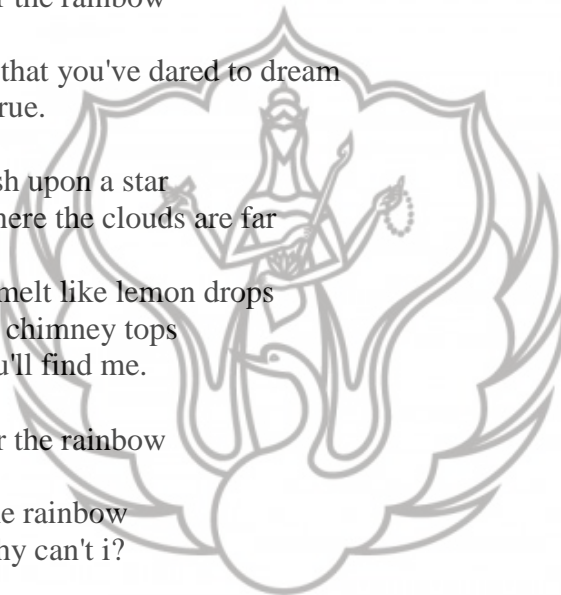 r the rainbow
that you've dared to dream
rue.
sh upon a star
here the clouds are far
melt like lemon drops
chimney tops
u'll find me.
r the rainbow
e rainbow
hy can't i?